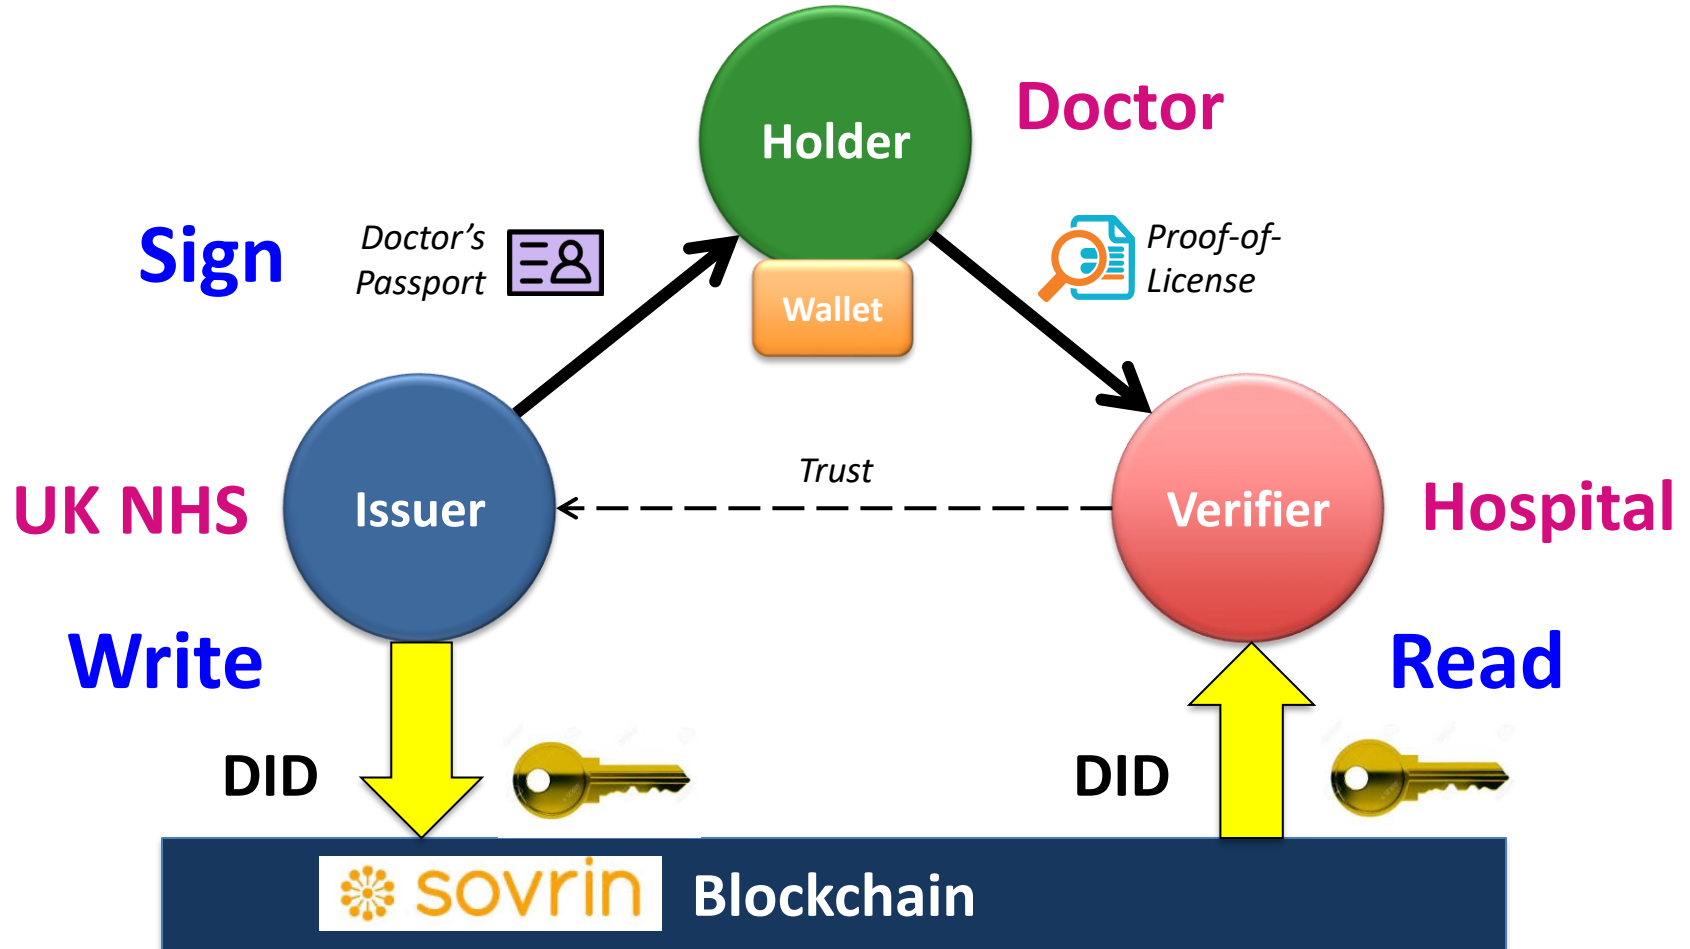 Holder
Doctor
Sign
Doctor’s
Passport
Proof-of-
License
Wallet
Trust
UK NHS
Issuer
Verifier
Hospital
Write
Read
DID
DID
sovrin
Blockchain